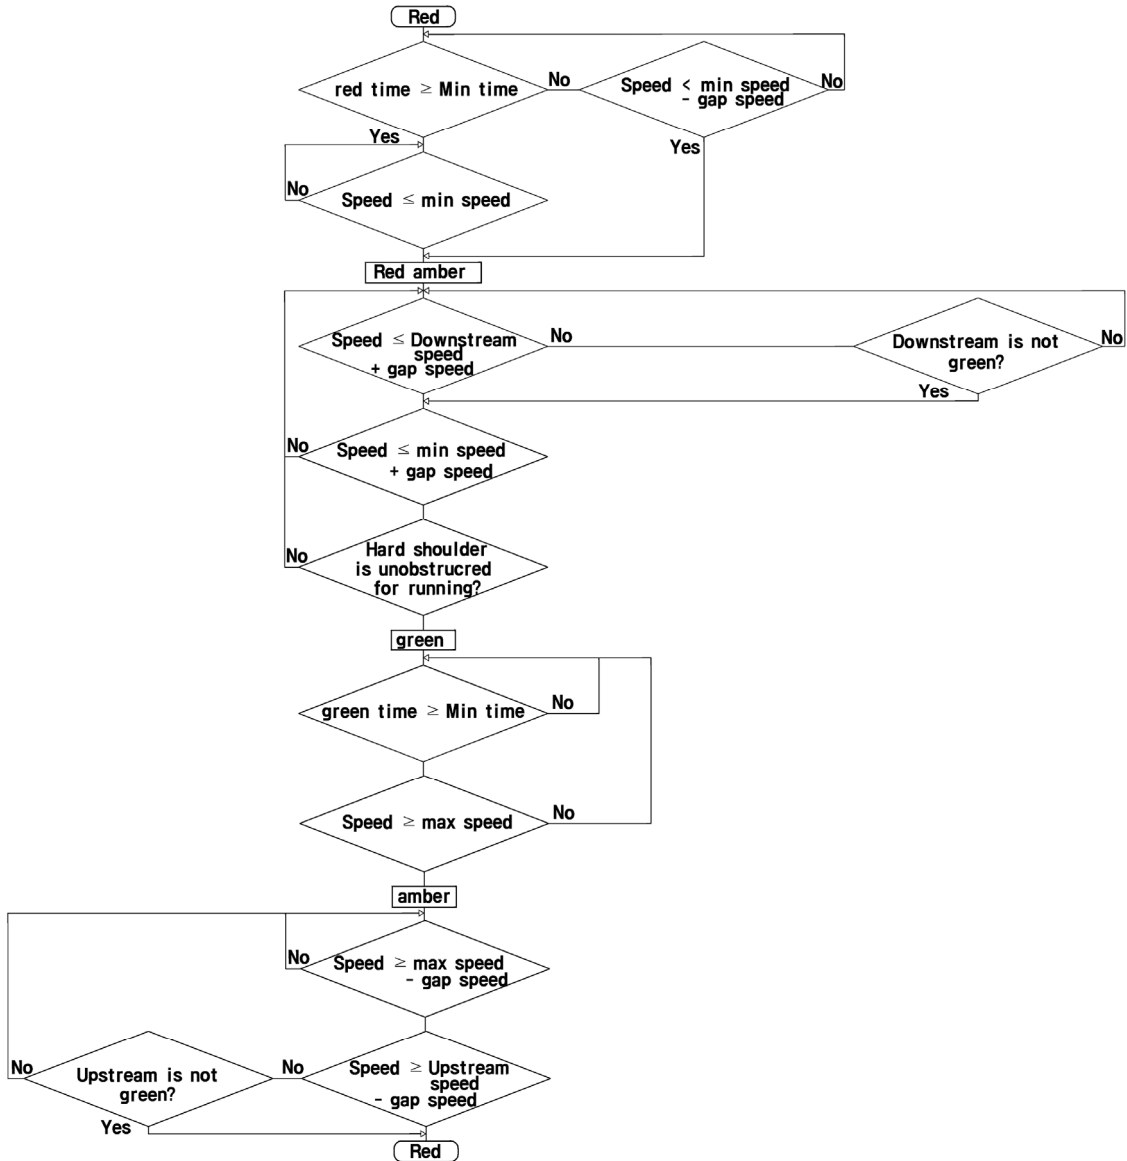 Red
red time ≥ Min time
No
Speed < min speed
- gap speed
No
Yes
Yes
No
Speed ≤ min speed
Red amber
Speed ≤ Downstream
speed
+ gap speed
No
Downstream is not
green?
No
Yes
No
Speed ≤ min speed
+ gap speed
No
Hard shoulder
is unobstrucred
for running?
green
green time ≥ Min time
No
Speed ≥ max speed
No
amber
No
Speed ≥ max speed
- gap speed
No
Upstream is not
green?
No
Speed ≥ Upstream
speed
- gap speed
Yes
Red